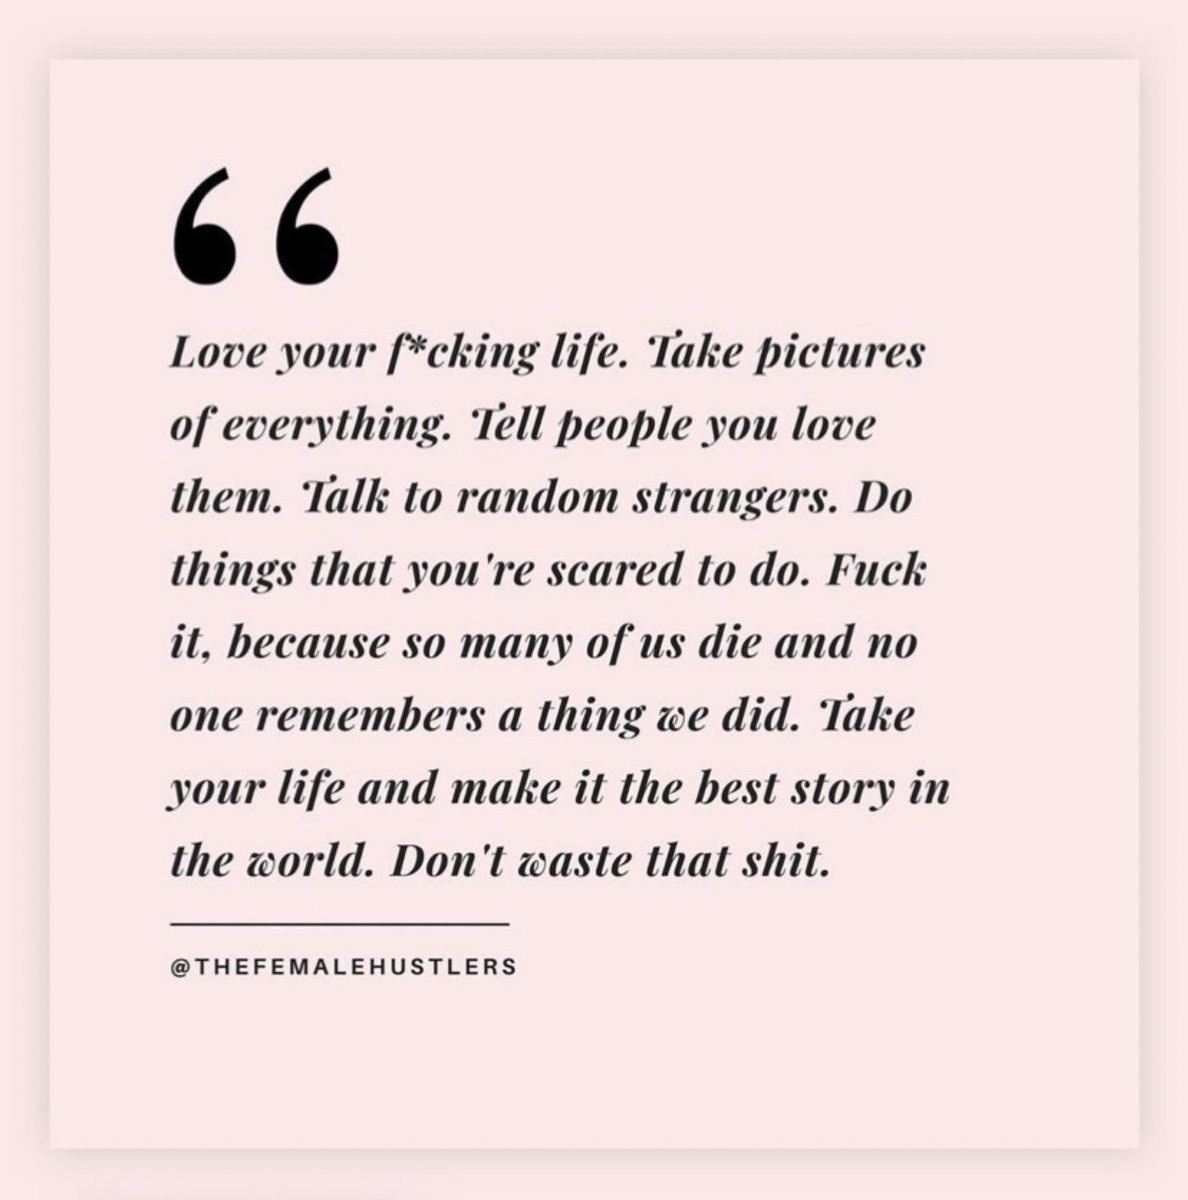 “
Love your f*cking life. Take pictures
of everything. Tell people you love
them. Talk to random strangers. Do
things that you're scared to do. Fuck
it, because so many of us die and no
one remembers a thing we did. Take
your life and make it the best story in
the world. Don't waste that shit.
@THEFEMALEHUSTLERS